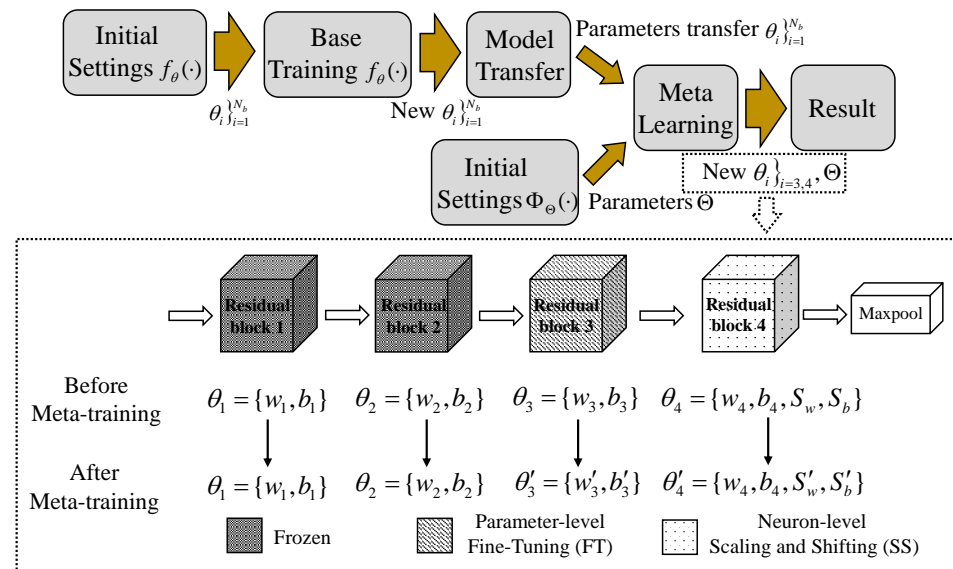 Initial
Settings f_θ(·)
θ_i}_{i=1}^{N_b}
Base
Training f_θ(·)
New θ_i}_{i=1}^{N_b}
Model
Transfer
Parameters transfer θ_i}_{i=1}^{N_b}
Initial
Settings Φ_Θ(·)
Parameters Θ
Meta
Learning
Result
New θ_i}_{i=3,4}, Θ
Residual
block 1
Residual
block 2
Residual
block 3
Residual
block 4
Maxpool
Before
Meta-training
θ_1 = {w_1, b_1}
θ_2 = {w_2, b_2}
θ_3 = {w_3, b_3}
θ_4 = {w_4, b_4, S_w, S_b}
After
Meta-training
θ_1 = {w_1, b_1}
θ_2 = {w_2, b_2}
θ′_3 = {w′_3, b′_3}
θ′_4 = {w_4, b_4, S′_w, S′_b}
Frozen
Parameter-level
Fine-Tuning (FT)
Neuron-level
Scaling and Shifting (SS)